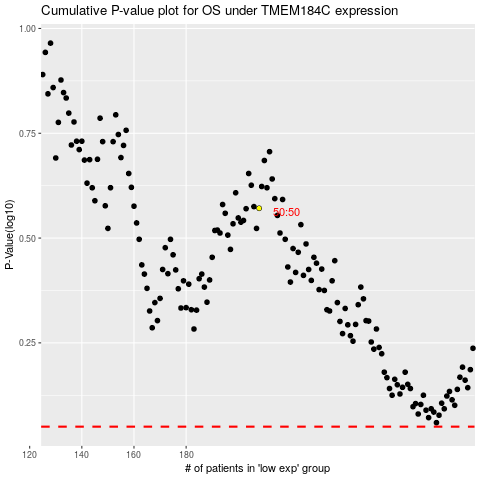 Cumulative P-value plot for OS under TMEM184C expression
P-Value(log10)
1.00
0.75
0.50
0.25
50:50
120 140 160 180
# of patients in 'low exp' group